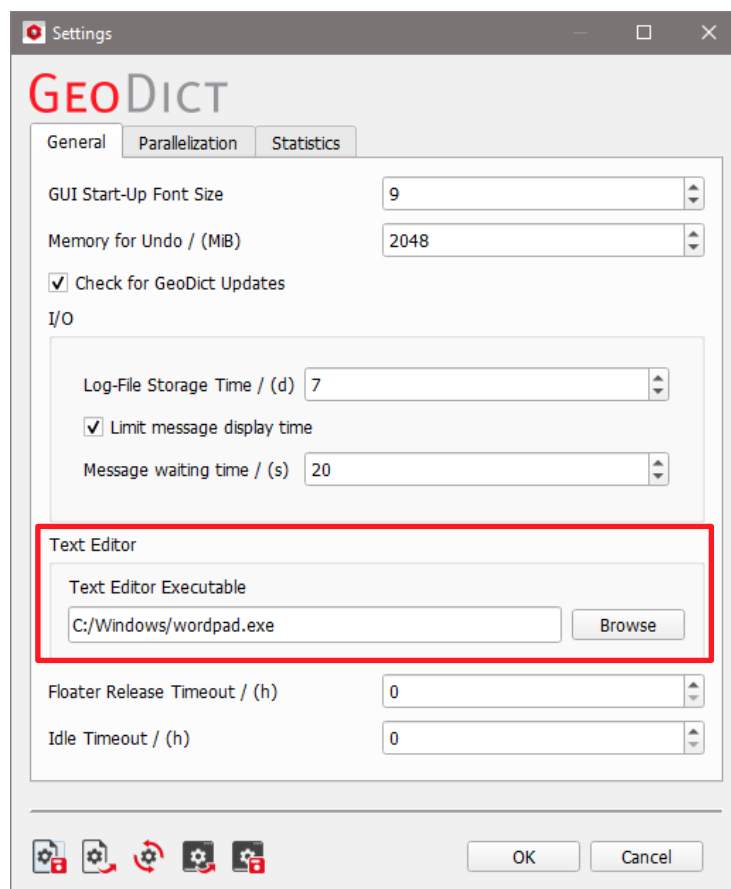 Settings
GEODICT
General Parallelization Statistics
GUI Start-Up Font Size 9
Memory for Undo / (MiB) 2048
Check for GeoDict Updates
I/O
Log-File Storage Time / (d) 7
Limit message display time
Message waiting time / (s) 20
Text Editor
Text Editor Executable
C:/Windows/wordpad.exe Browse
Floater Release Timeout / (h) 0
Idle Timeout / (h) 0
OK Cancel